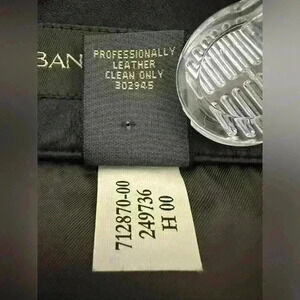 BAN
PROFESSIONALLY
LEATHER
CLEAN ONLY
302945
712870-00
249736
H 00